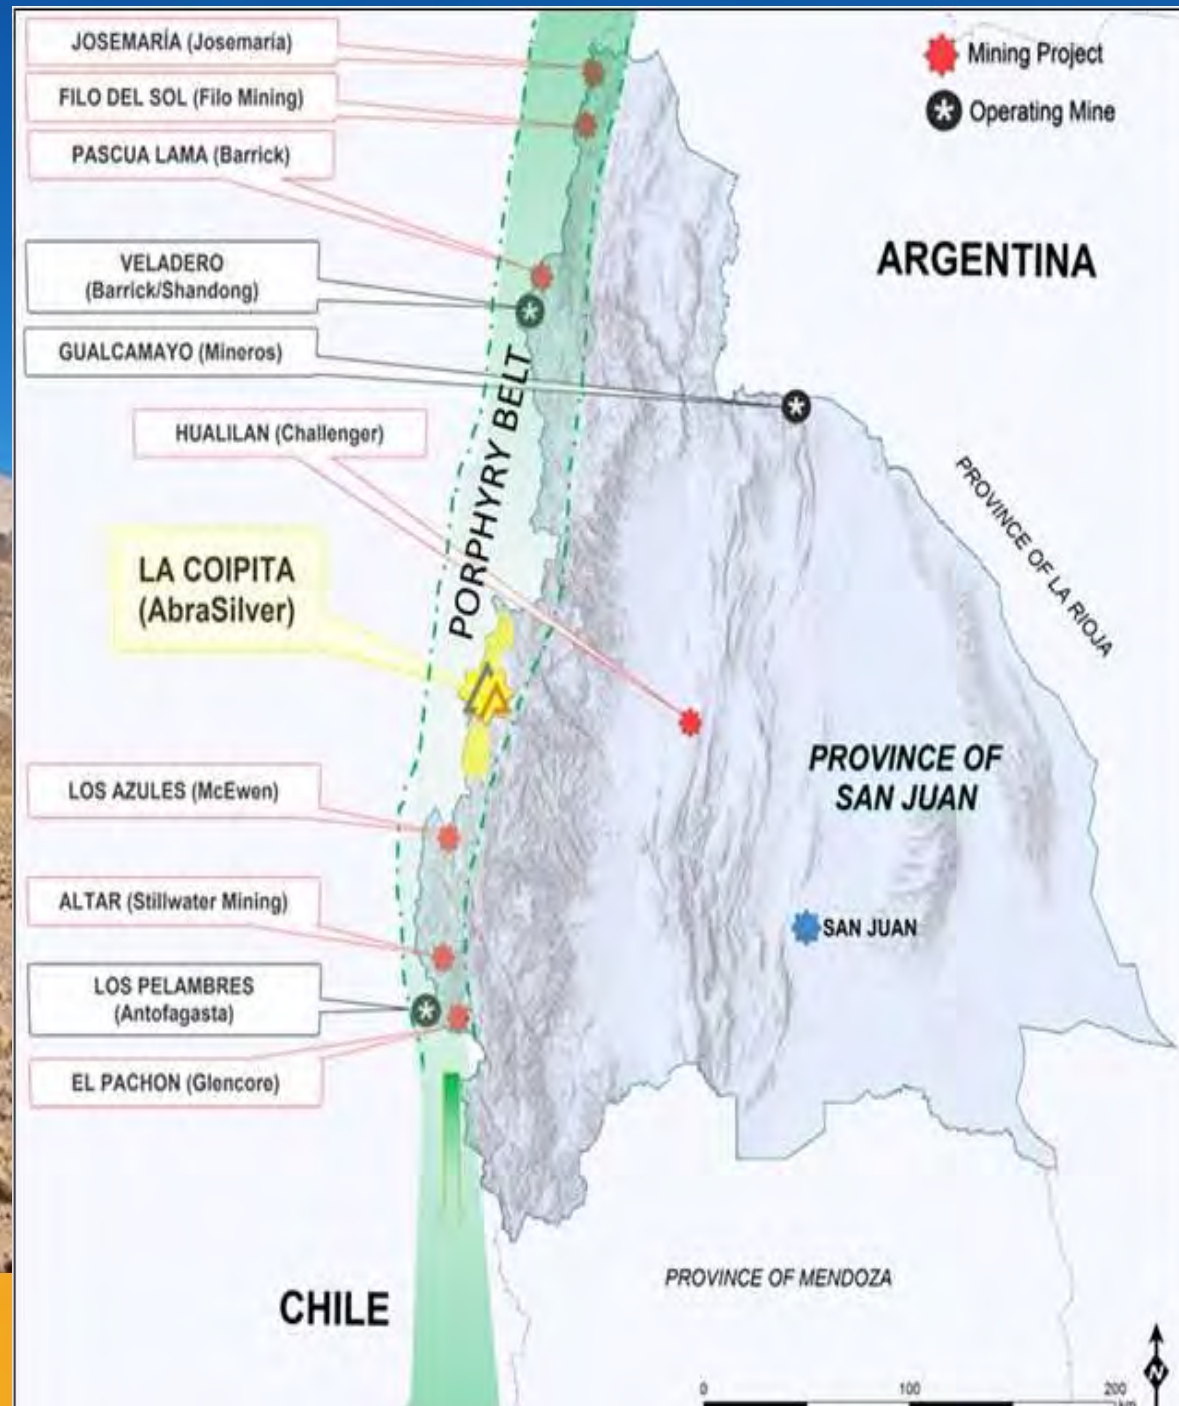 JOSEMARÍA (Josemaría)
FILO DEL SOL (Filo Mining)
PASCUA LAMA (Barrick)
VELADERO
(Barrick/Shandong)
GUALCAMAYO (Mineros)
HUALILAN (Challenger)
LA COIPITA
(AbraSilver)
LOS AZULES (McEwen)
ALTAR (Stillwater Mining)
LOS PELAMBRES
(Antofagasta)
EL PACHON (Glencore)
PORPHYRY BELT
Mining Project
Operating Mine
ARGENTINA
PROVINCE OF LA RIOJA
PROVINCE OF
SAN JUAN
SAN JUAN
PROVINCE OF MENDOZA
CHILE
0 100 200
km
N